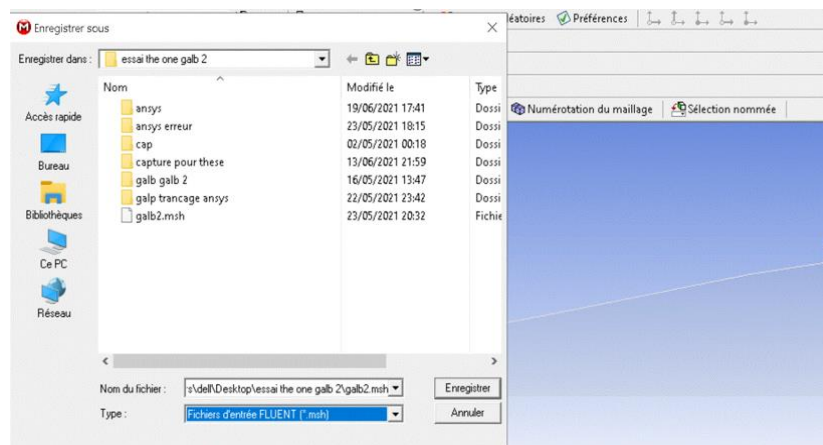 Enregistrer sous
Enregistrer dans :
essai the one galb 2
Accès rapide
Bureau
Bibliothèques
Ce PC
Réseau
Nom
Modifié le
Type
ansys
19/06/2021 17:41
Dossi
ansys erreur
23/05/2021 18:15
Dossi
cap
02/05/2021 00:18
Dossi
capture pour these
13/06/2021 21:59
Dossi
galb galb 2
16/05/2021 13:47
Dossi
galp trancage ansys
22/05/2021 23:42
Dossi
galb2.msh
23/05/2021 20:32
Fichie
Nom du fichier :
s\dell\Desktop\essai the one galb 2\galb2.msh
Enregistrer
Type :
Fichiers d'entrée FLUENT (*.msh)
Annuler
éatoires
Préférences
Numérotation du maillage
Sélection nommée